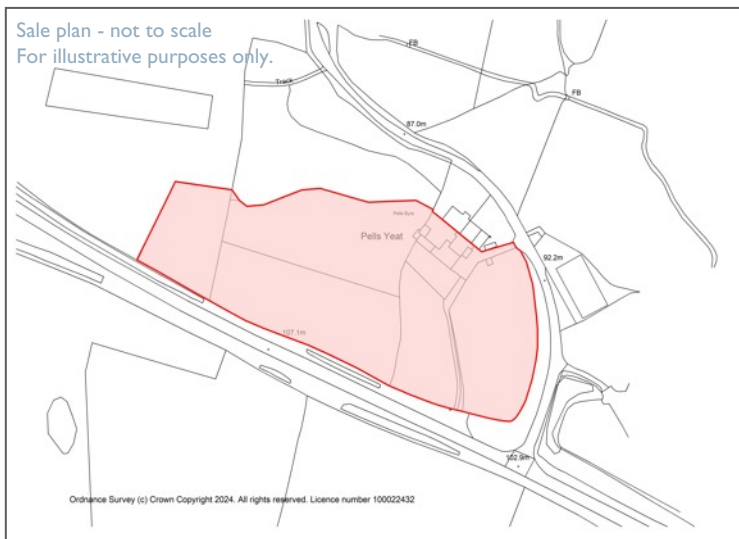 Sale plan - not to scale
For illustrative purposes only.
FB
Track
FB
87.0m
Pells Byre
Pells Yeat
92.2m
107.1m
102.9m
Ordnance Survey (c) Crown Copyright 2024. All rights reserved. Licence number 100022432